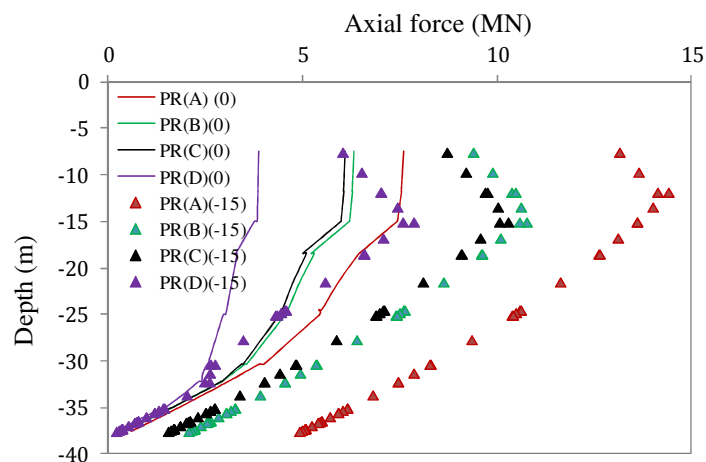 Axial force (MN)
0 5 10 15
0
-5
-10
-15
-20
-25
-30
-35
-40
Depth (m)
PR(A) (0)
PR(B)(0)
PR(C)(0)
PR(D)(0)
PR(A)(-15)
PR(B)(-15)
PR(C)(-15)
PR(D)(-15)